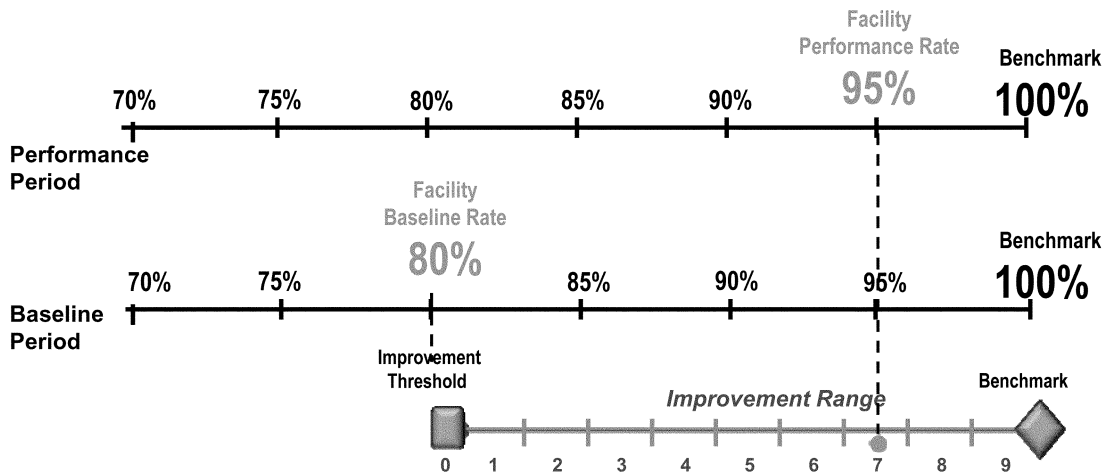 Facility
Performance Rate
95%
Benchmark
100%
70%
75%
80%
85%
90%
Performance
Period
Facility
Baseline Rate
80%
Benchmark
100%
70%
75%
85%
90%
95%
Baseline
Period
Improvement
Threshold
Benchmark
Improvement Range
0 1 2 3 4 5 6 7 8 9